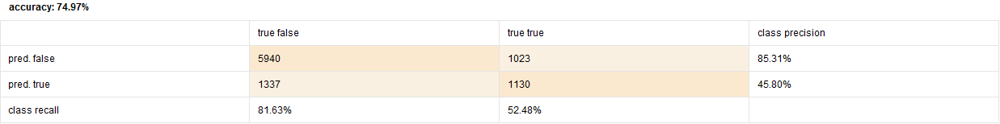 accuracy: 74.97%
true false true true class precision
pred. false 5940 1023 85.31%
pred. true 1337 1130 45.80%
class recall 81.63% 52.48%